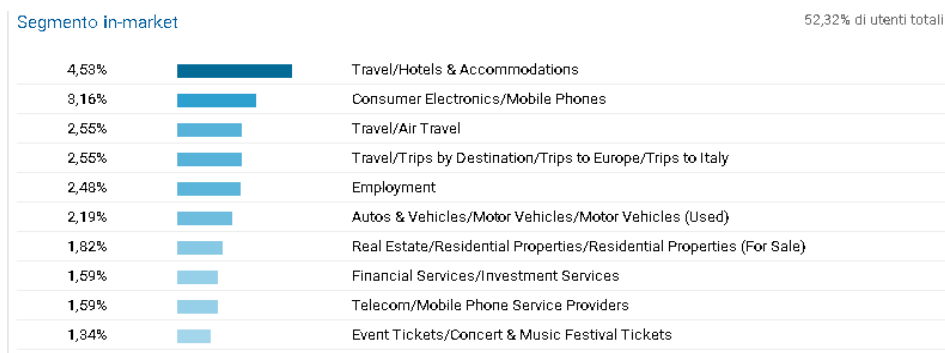 Segmento in-market
52,32% di utenti totali
4,53% Travel/Hotels & Accommodations
3,16% Consumer Electronics/Mobile Phones
2,55% Travel/Air Travel
2,55% Travel/Trips by Destination/Trips to Europe/Trips to Italy
2,48% Employment
2,19% Autos & Vehicles/Motor Vehicles/Motor Vehicles (Used)
1,82% Real Estate/Residential Properties/Residential Properties (For Sale)
1,59% Financial Services/Investment Services
1,59% Telecom/Mobile Phone Service Providers
1,34% Event Tickets/Concert & Music Festival Tickets